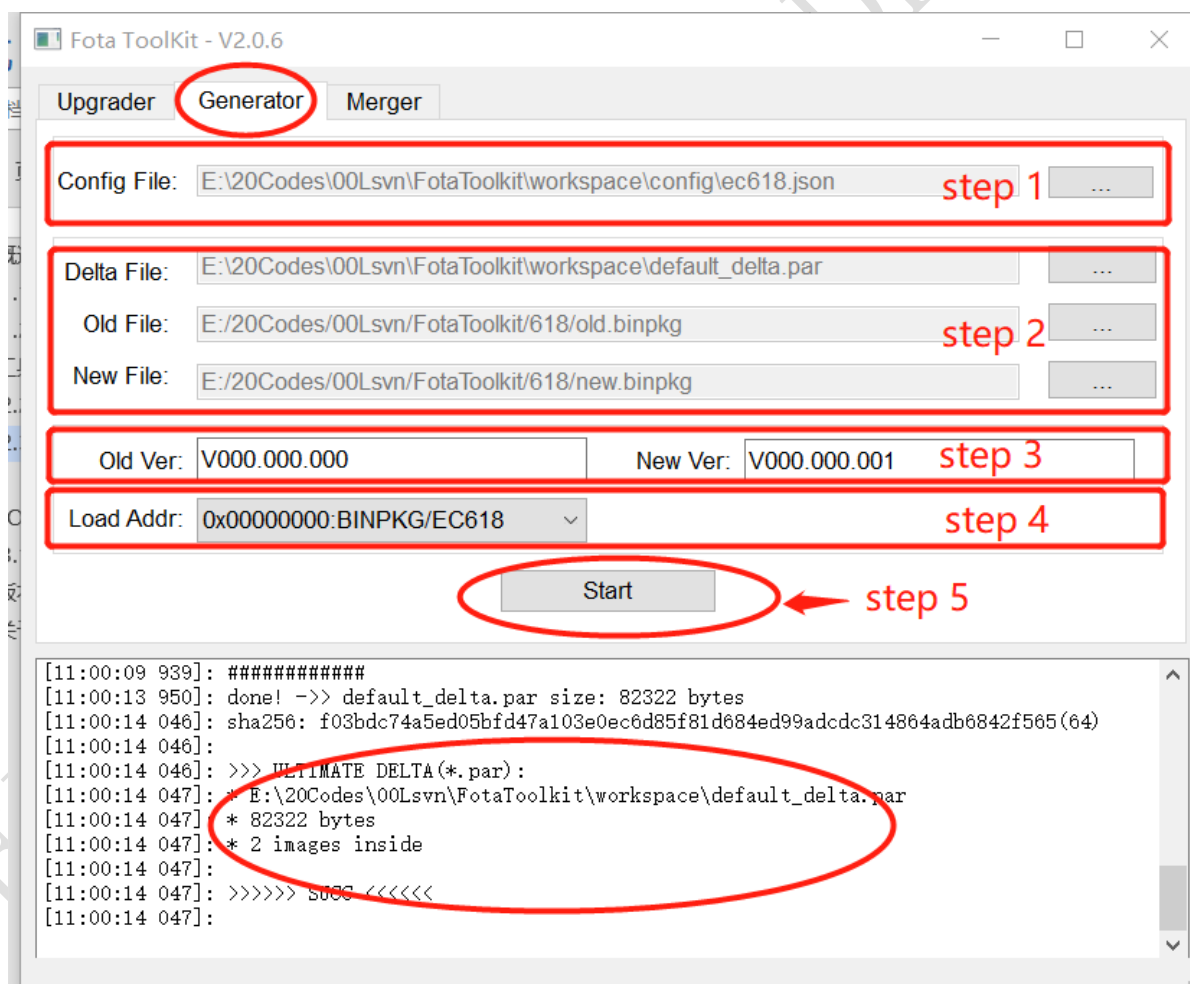 Fota ToolKit - V2.0.6
Upgrader Generator Merger
Config File: E:\20Codes\00Lsvn\FotaToolkit\workspace\config\ec618.json step 1 ...
Delta File: E:\20Codes\00Lsvn\FotaToolkit\workspace\default_delta.par ...
Old File: E:/20Codes/00Lsvn/FotaToolkit/618/old.binpkg step 2 ...
New File: E:/20Codes/00Lsvn/FotaToolkit/618/new.binpkg ...
Old Ver: V000.000.000 New Ver: V000.000.001 step 3
Load Addr: 0x00000000:BINPKG/EC618 step 4
Start step 5
[11:00:09 939]: ############
[11:00:13 950]: done! ->> default_delta.par size: 82322 bytes
[11:00:14 046]: sha256: f03bdc74a5ed05bfd47a103e0ec6d85f81d684ed99adcdc314864adb6842f565(64)
[11:00:14 046]:
[11:00:14 046]: >>> ULTIMATE DELTA(*.par):
[11:00:14 047]: * E:\20Codes\00Lsvn\FotaToolkit\workspace\default_delta.par
[11:00:14 047]: * 82322 bytes
[11:00:14 047]: * 2 images inside
[11:00:14 047]:
[11:00:14 047]: >>>>>> SUCC <<<<<<
[11:00:14 047]: